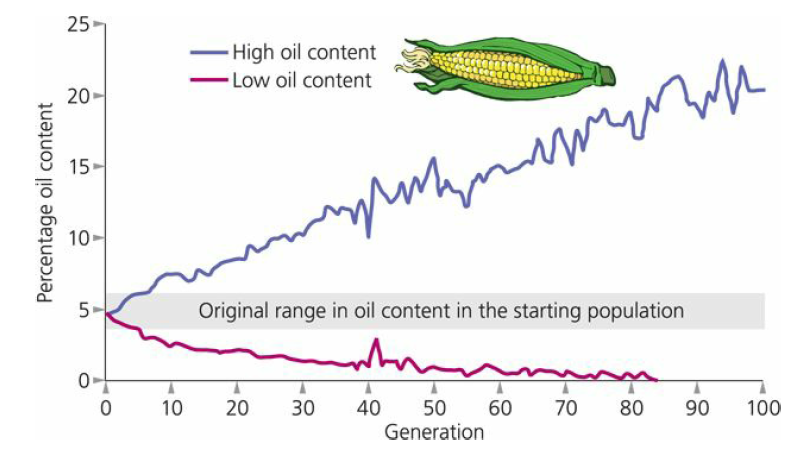 25
High oil content
Low oil content
20
15
10
Original range in oil content in the starting population
5
0
Percentage oil content
0 10 20 30 40 50 60 70 80 90 100
Generation